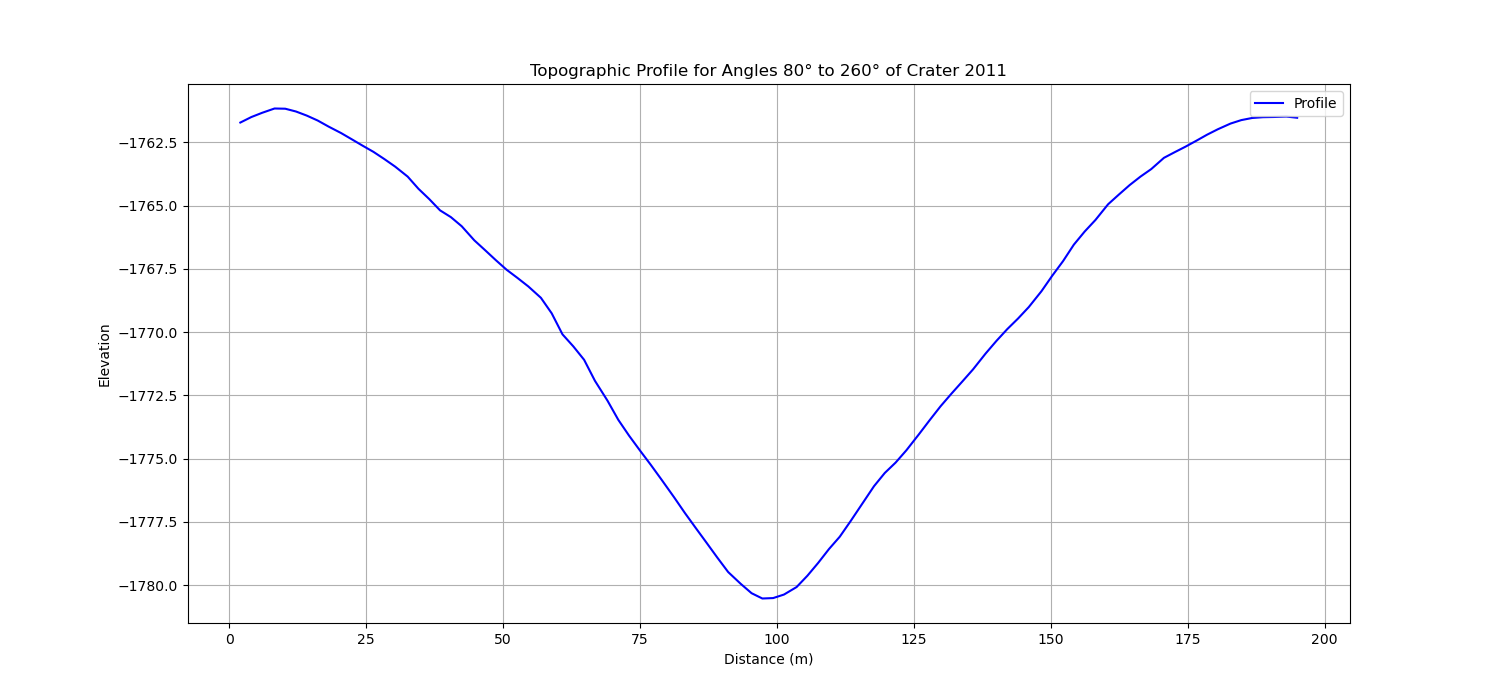 Topographic Profile for Angles 80° to 260° of Crater 2011
Profile
Elevation
−1762.5
−1765.0
−1767.5
−1770.0
−1772.5
−1775.0
−1777.5
−1780.0
0 25 50 75 100 125 150 175 200
Distance (m)